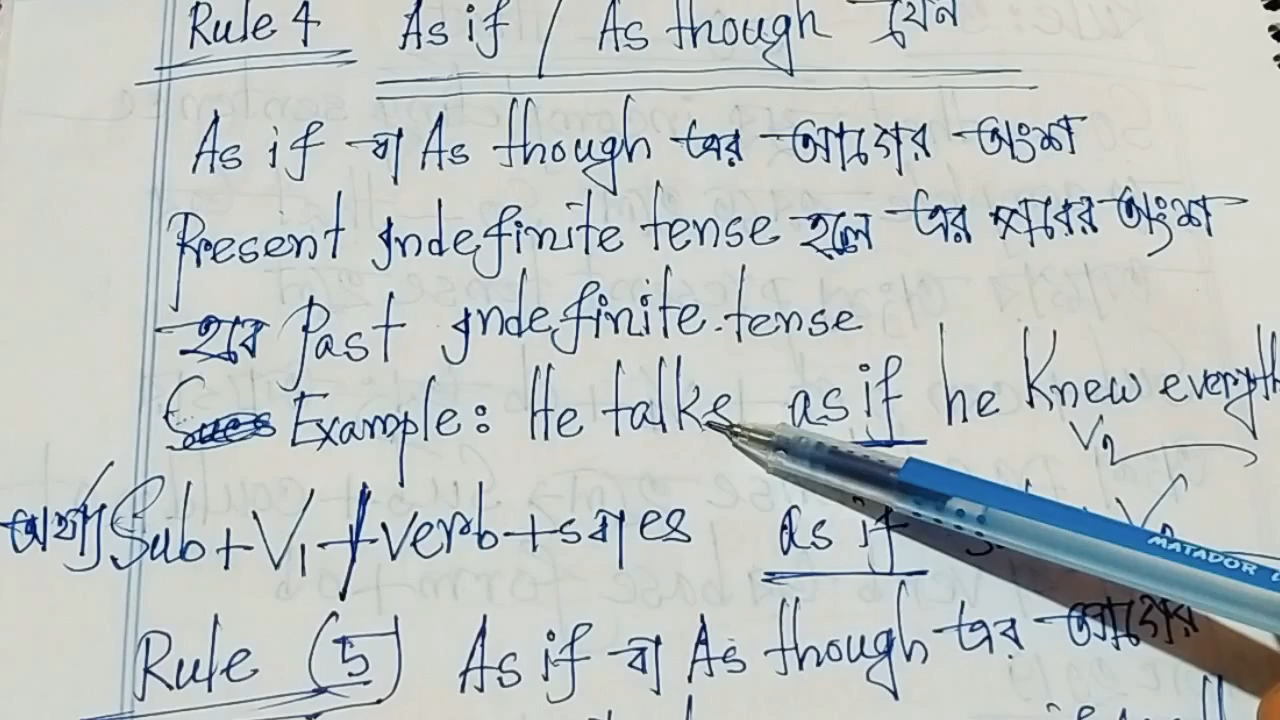 Rule 4 As if / As though যেন
As if বা As though এর আগের অংশ
Present Indefinite tense হলে এর পরের অংশ
হবে Past Indefinite tense
Example: He talks as if he knew everyth
V2
অর্থাৎ Sub + V1 / verb + s বা es as if
MATADOR
Rule (5) As if বা As though এর আগের